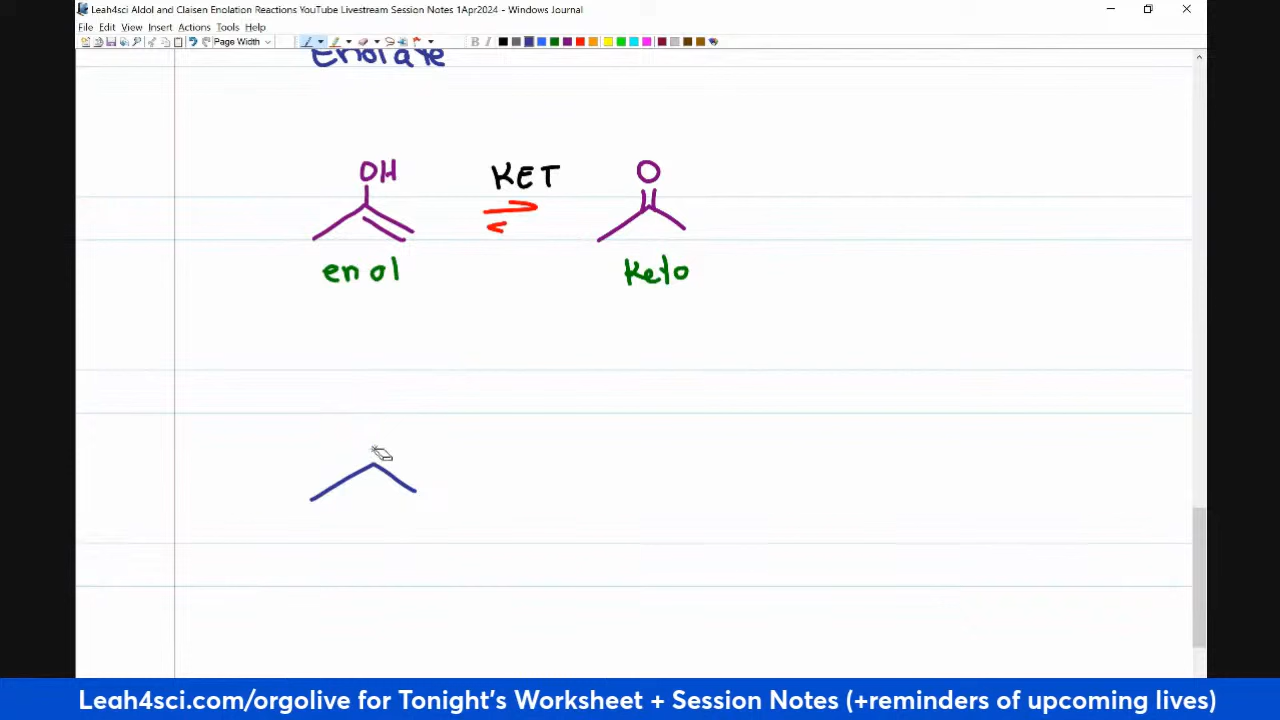 Leah4sci Aldol and Claisen Enolation Reactions YouTube Livestream Session Notes 1Apr2024 - Windows Journal
File Edit View Insert Actions Tools Help
Page Width
B I
Enolate
OH
KET
O
enol
Keto
Leah4sci.com/orgolive for Tonight's Worksheet + Session Notes (+reminders of upcoming lives)